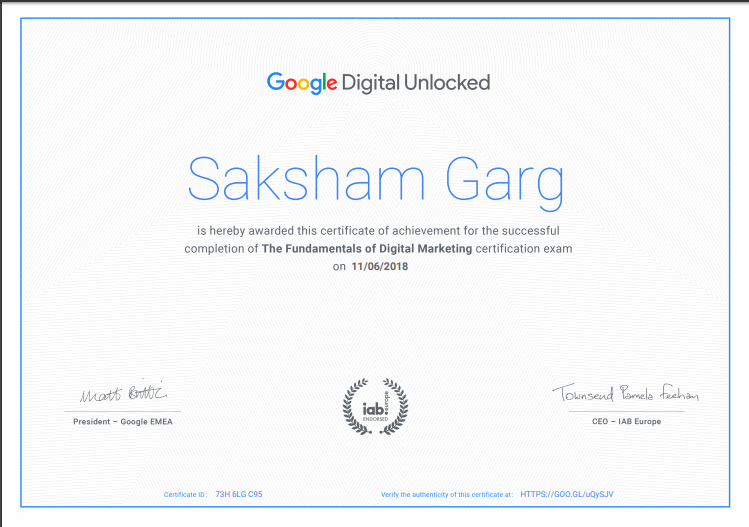 Google Digital Unlocked
Saksham Garg
is hereby awarded this certificate of achievement for the successful
completion of The Fundamentals of Digital Marketing certification exam
on 11/06/2018
Matt Brittin
Townsend Pamela Feehan
President – Google EMEA
iab europe
ENDORSED
CEO – IAB Europe
Certificate ID: 73H 6LG C95
Verify the authenticity of this certificate at: HTTPS://GOO.GL/uQySJV